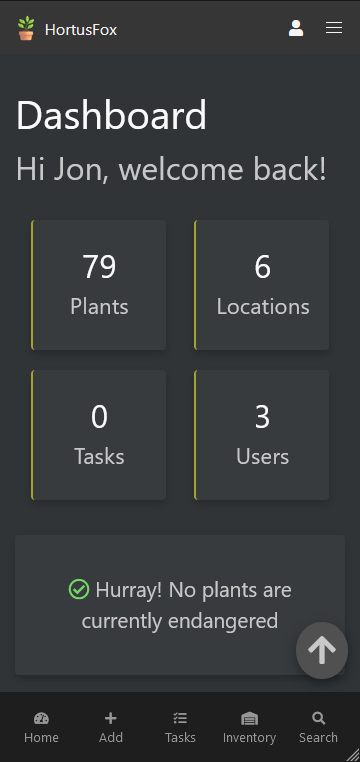 HortusFox
Dashboard
Hi Jon, welcome back!
79
Plants
6
Locations
0
Tasks
3
Users
Hurray! No plants are
currently endangered
Home
Add
Tasks
Inventory
Search